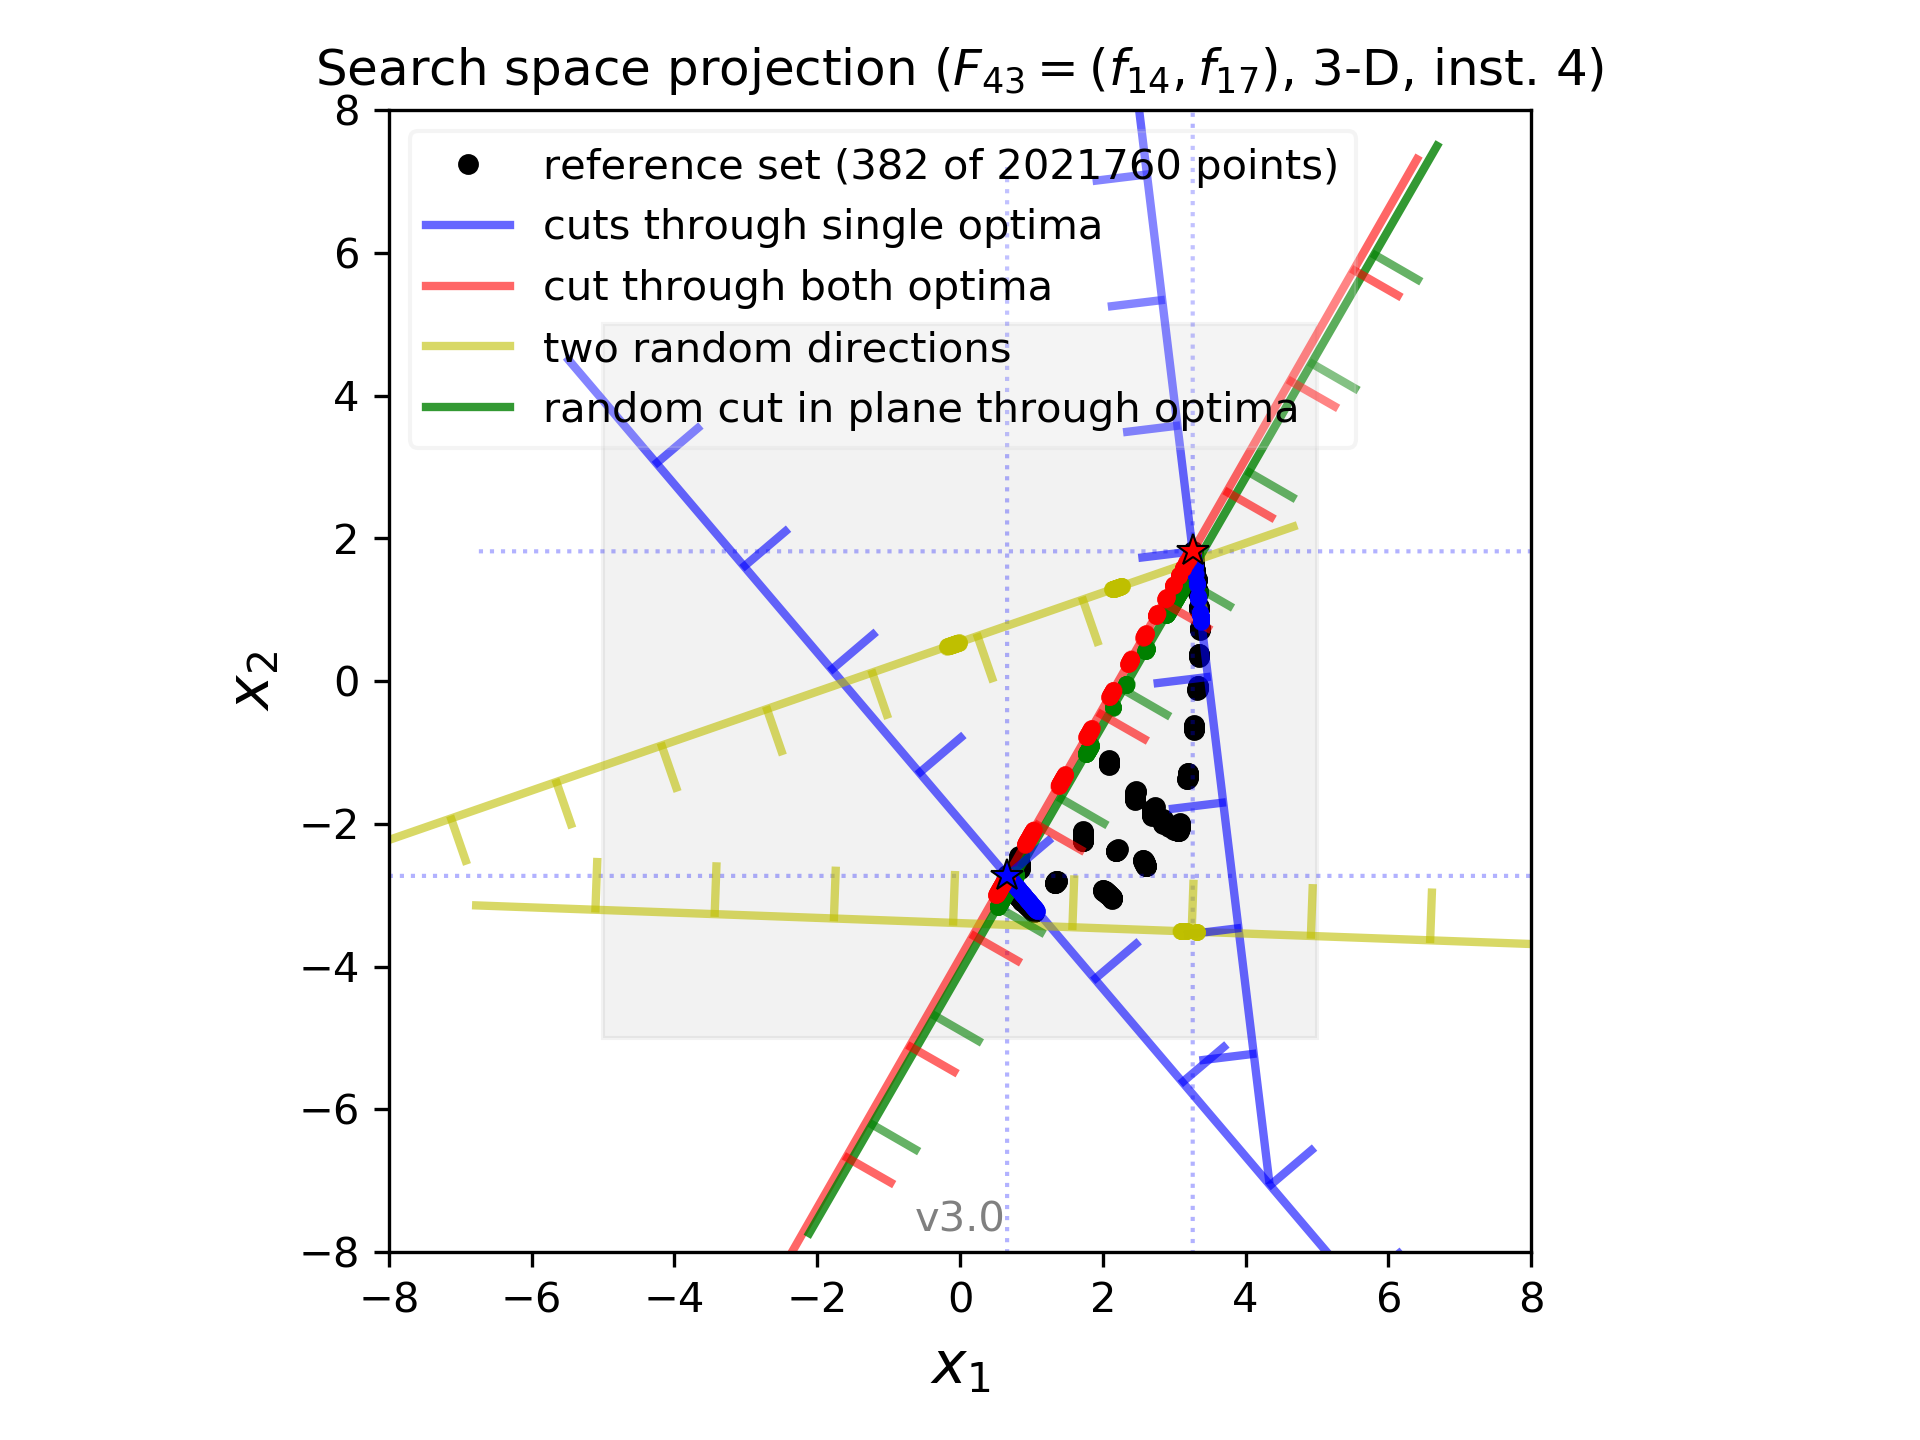 Search space projection (F43 = (f14, f17), 3-D, inst. 4)
reference set (382 of 2021760 points)
cuts through single optima
cut through both optima
two random directions
random cut in plane through optima
8
6
4
2
0
−2
−4
−6
−8
x2
v3.0
−8 −6 −4 −2 0 2 4 6 8
x1